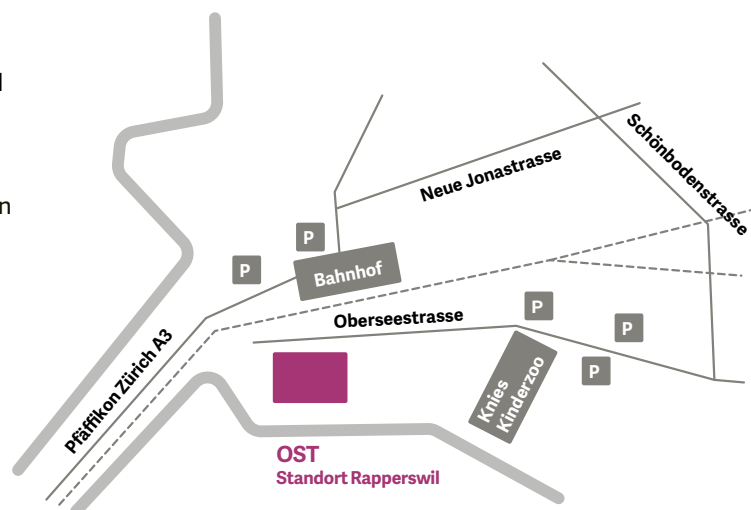 n
Schönbodenstrasse
Neue Jonastrasse
P
P
Bahnhof
P
Oberseestrasse
P
P
Pfäffikon Zürich A3
Knies
Kinderzoo
OST
Standort Rapperswil